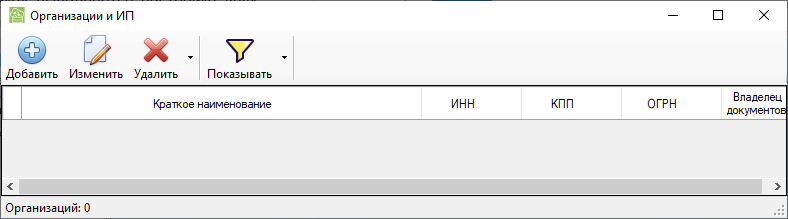 Организации и ИП
Добавить Изменить Удалить Показывать
Краткое наименование ИНН КПП ОГРН Владелец документов
Организаций: 0